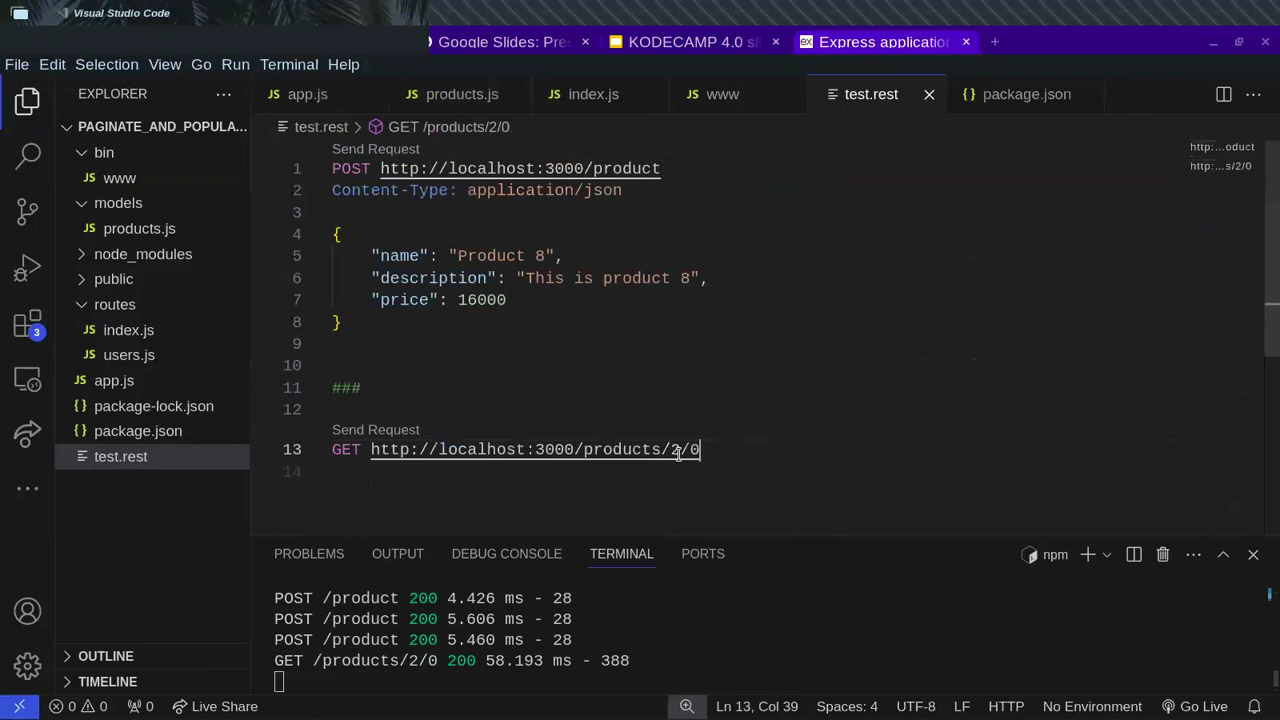 Visual Studio Code
Google Slides: Pres
KODECAMP 4.0 sli
Express application
File Edit Selection View Go Run Terminal Help
EXPLORER
app.js
products.js
index.js
www
test.rest
package.json
PAGINATE_AND_POPULA...
bin
www
models
products.js
node_modules
public
routes
index.js
users.js
app.js
package-lock.json
package.json
test.rest
OUTLINE
TIMELINE
3
test.rest > GET /products/2/0
Send Request
1 POST http://localhost:3000/product
2 Content-Type: application/json
3
4 {
5 "name": "Product 8",
6 "description": "This is product 8",
7 "price": 16000
8 }
9
10
11 ###
12
Send Request
13 GET http://localhost:3000/products/2/0
14
http:...oduct
http:...s/2/0
PROBLEMS OUTPUT DEBUG CONSOLE TERMINAL PORTS
npm
POST /product 200 4.426 ms - 28
POST /product 200 5.606 ms - 28
POST /product 200 5.460 ms - 28
GET /products/2/0 200 58.193 ms - 388
0 0 0 Live Share
Ln 13, Col 39 Spaces: 4 UTF-8 LF HTTP No Environment Go Live